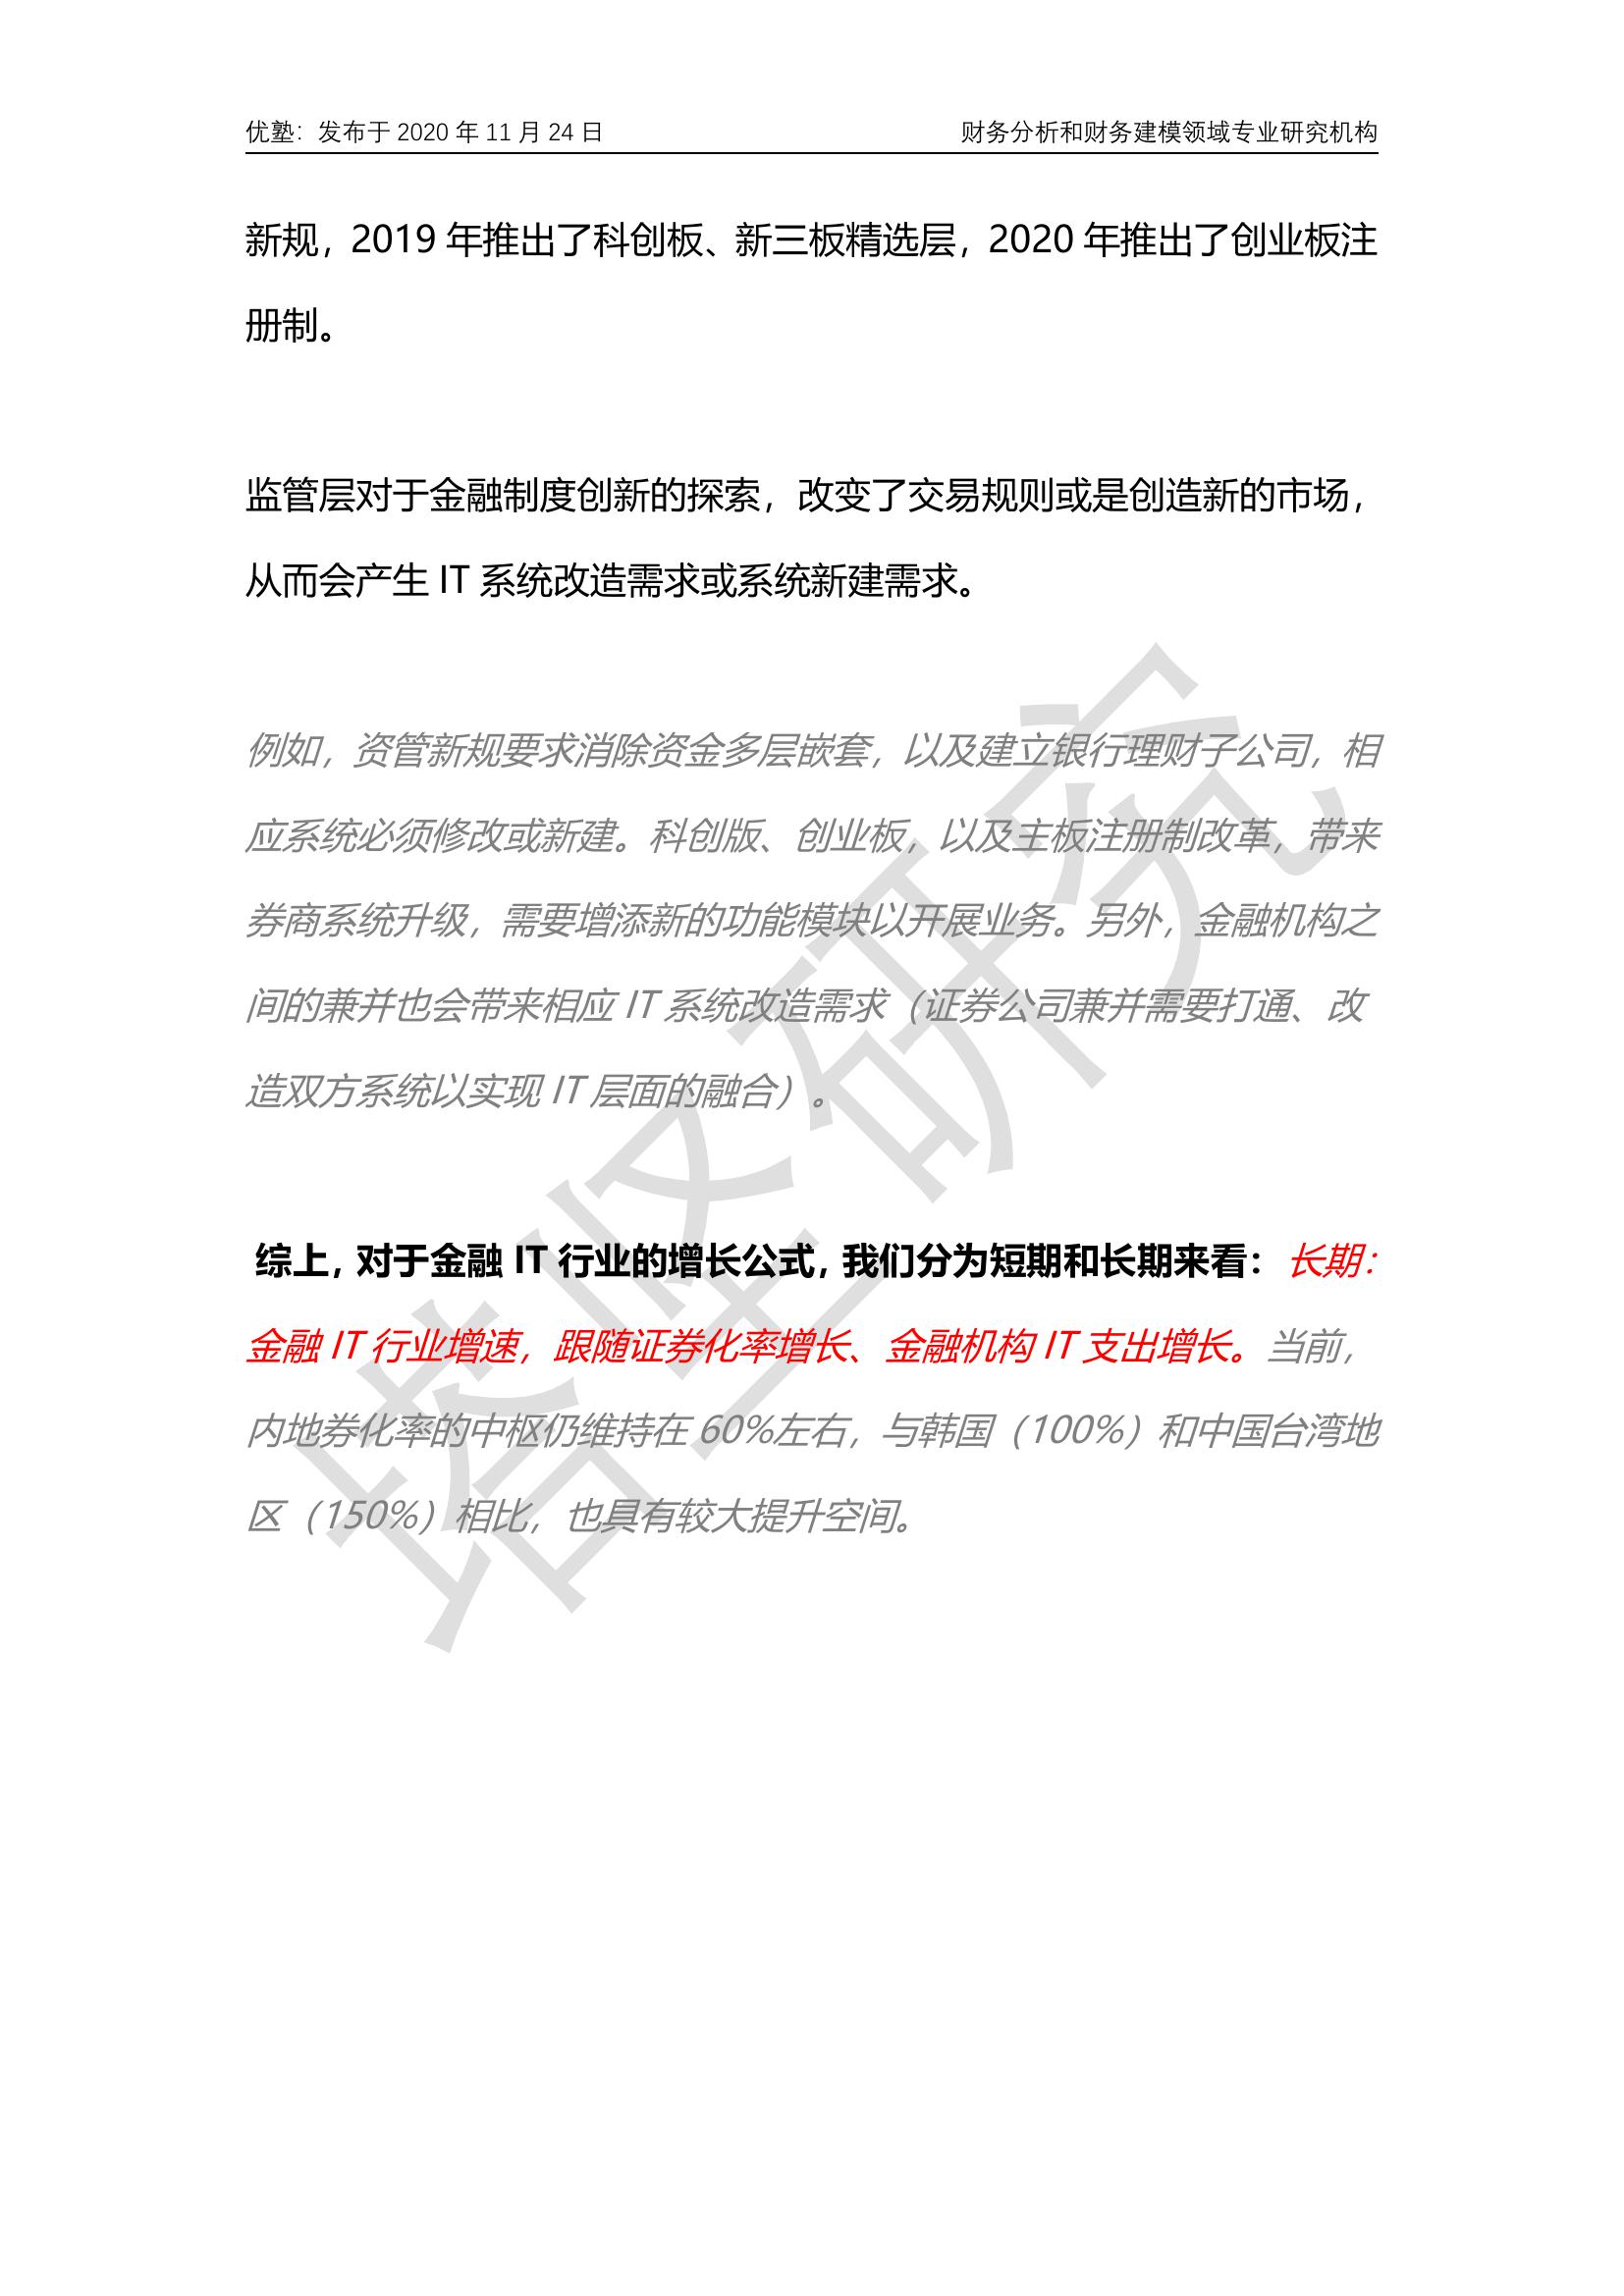 优塾：发布于 2020 年 11 月 24 日 财务分析和财务建模领域专业研究机构
新规，2019 年推出了科创板、新三板精选层，2020 年推出了创业板注
册制。
监管层对于金融制度创新的探索，改变了交易规则或是创造新的市场，
从而会产生 IT 系统改造需求或系统新建需求。
例如，资管新规要求消除资金多层嵌套，以及建立银行理财子公司，相
应系统必须修改或新建。科创版、创业板，以及主板注册制改革，带来
券商系统升级，需要增添新的功能模块以开展业务。另外，金融机构之
间的兼并也会带来相应 IT 系统改造需求（证券公司兼并需要打通、改
造双方系统以实现 IT 层面的融合）。
综上，对于金融 IT 行业的增长公式，我们分为短期和长期来看：长期：
金融 IT 行业增速，跟随证券化率增长、金融机构 IT 支出增长。当前，
内地券化率的中枢仍维持在 60%左右，与韩国（100%）和中国台湾地
区（150%）相比，也具有较大提升空间。
塔坚研究